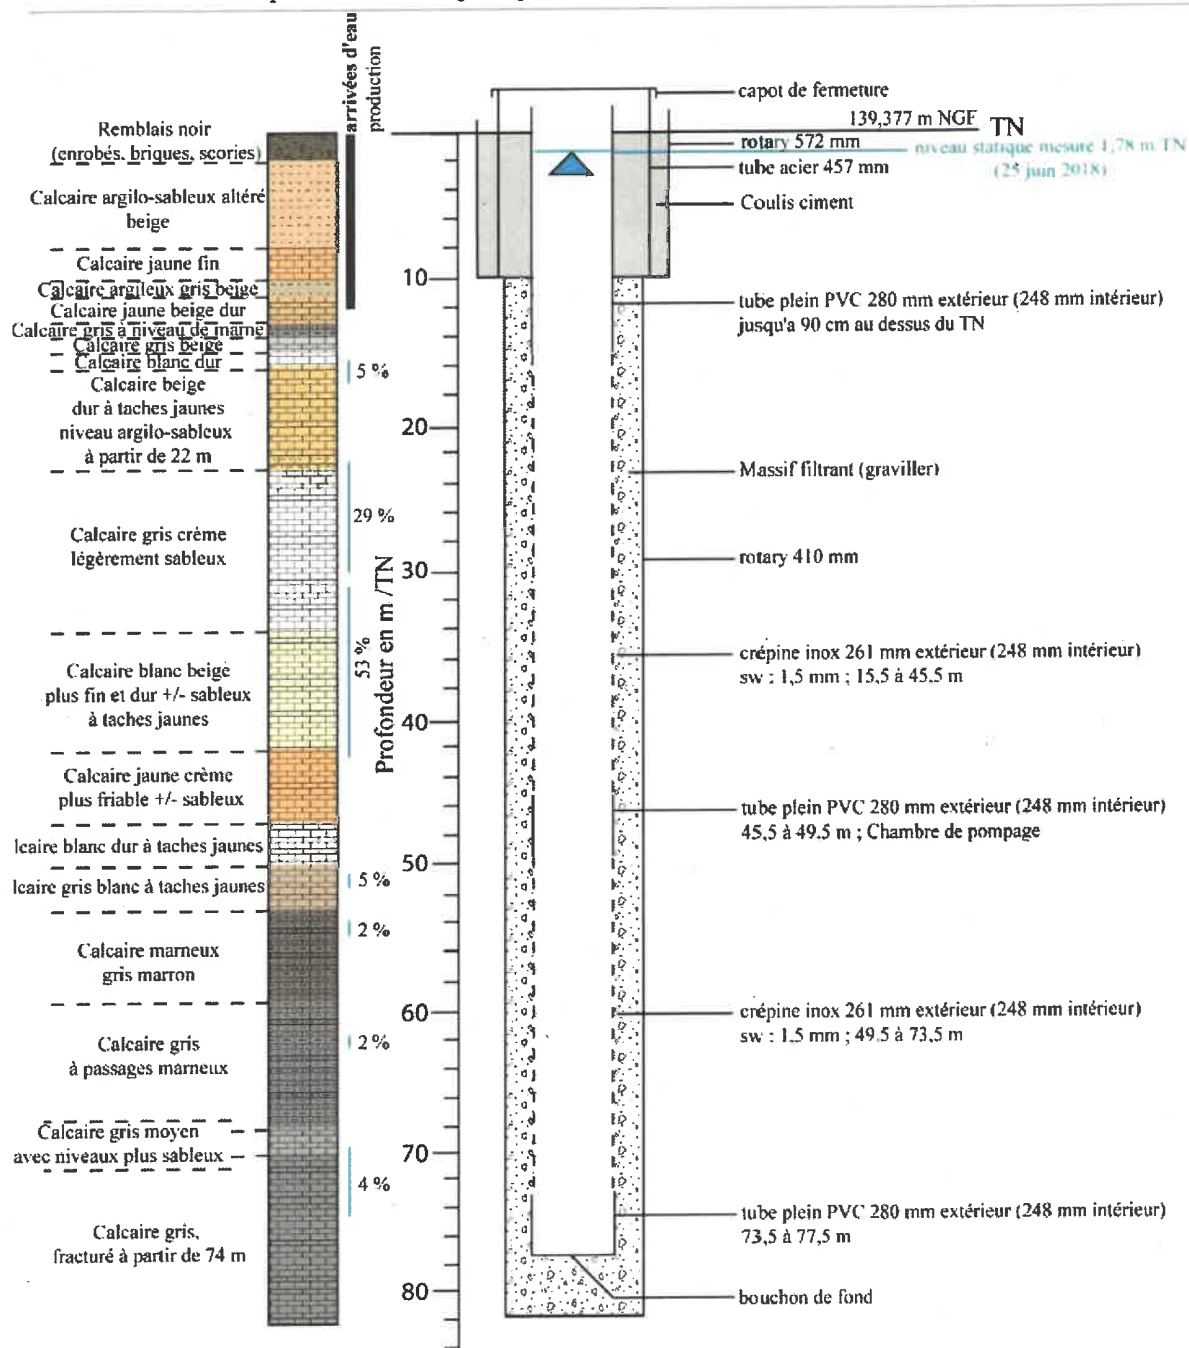 arrivées d'eau
production
Remblais noir
(enrobés, briques, scories)
Calcaire argilo-sableux altéré
beige
Calcaire jaune fin
Calcaire argileux gris beige
Calcaire jaune beige dur
Calcaire gris à niveau de marne
Calcaire gris beige
Calcaire blanc dur
Calcaire beige
dur à taches jaunes
niveau argilo-sableux
à partir de 22 m
Calcaire gris crème
légèrement sableux
Calcaire blanc beige
plus fin et dur +/- sableux
à taches jaunes
Calcaire jaune crème
plus friable +/- sableux
lcaire blanc dur à taches jaunes
lcaire gris blanc à taches jaunes
Calcaire marneux
gris marron
Calcaire gris
à passages marneux
Calcaire gris moyen
avec niveaux plus sableux
Calcaire gris,
fracturé à partir de 74 m
5 %
29 %
53 %
5 %
2 %
2 %
4 %
Profondeur en m /TN
10
20
30
40
50
60
70
80
capot de fermeture
139,377 m NGF TN
rotary 572 mm
niveau statique mesuré 1,78 m/TN
(25 juin 2018)
tube acier 457 mm
Coulis ciment
tube plein PVC 280 mm extérieur (248 mm intérieur)
jusqu'a 90 cm au dessus du TN
Massif filtrant (graviller)
rotary 410 mm
crépine inox 261 mm extérieur (248 mm intérieur)
sw : 1,5 mm ; 15,5 à 45.5 m
tube plein PVC 280 mm extérieur (248 mm intérieur)
45,5 à 49.5 m ; Chambre de pompage
crépine inox 261 mm extérieur (248 mm intérieur)
sw : 1.5 mm ; 49.5 à 73,5 m
tube plein PVC 280 mm extérieur (248 mm intérieur)
73,5 à 77,5 m
bouchon de fond